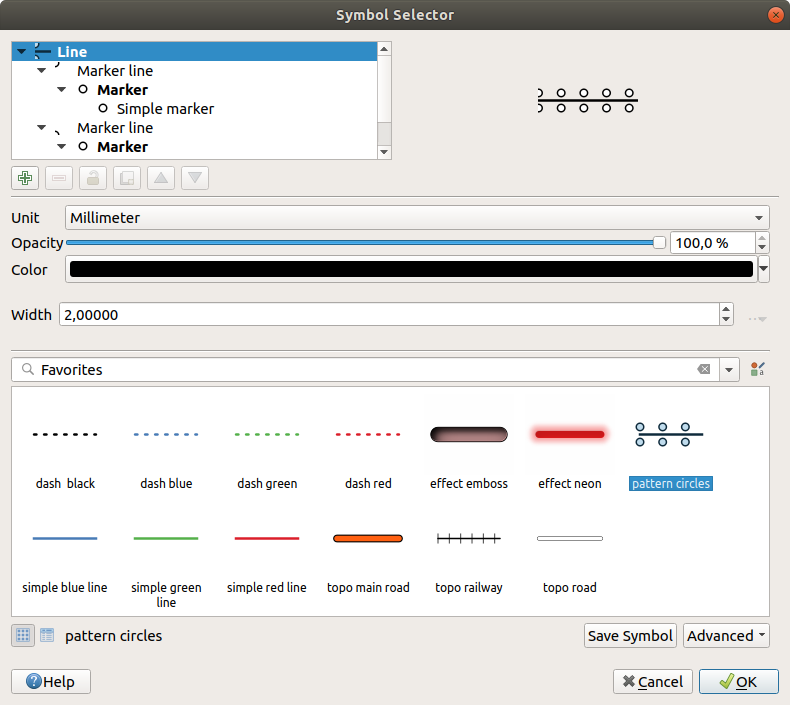 Symbol Selector
Line
Marker line
Marker
Simple marker
Marker line
Marker
Unit Millimeter
Opacity 100,0 %
Color
Width 2,00000
Favorites
dash black dash blue dash green dash red effect emboss effect neon pattern circles
simple blue line simple green line simple red line topo main road topo railway topo road
pattern circles Save Symbol Advanced
Help Cancel OK